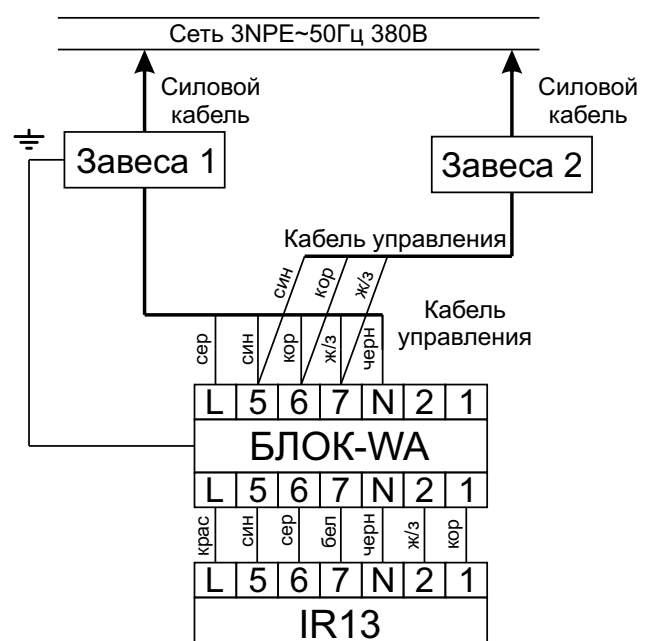 Сеть 3NPE~50Гц 380В
Силовой
кабель
Силовой
кабель
Завеса 1
Завеса 2
Кабель управления
син
кор
ж/з
Кабель
управления
сер
син
кор
ж/з
черн
L 5 6 7 N 2 1
БЛОК-WA
L 5 6 7 N 2 1
крас
син
сер
бел
черн
ж/з
кор
L 5 6 7 N 2 1
IR13